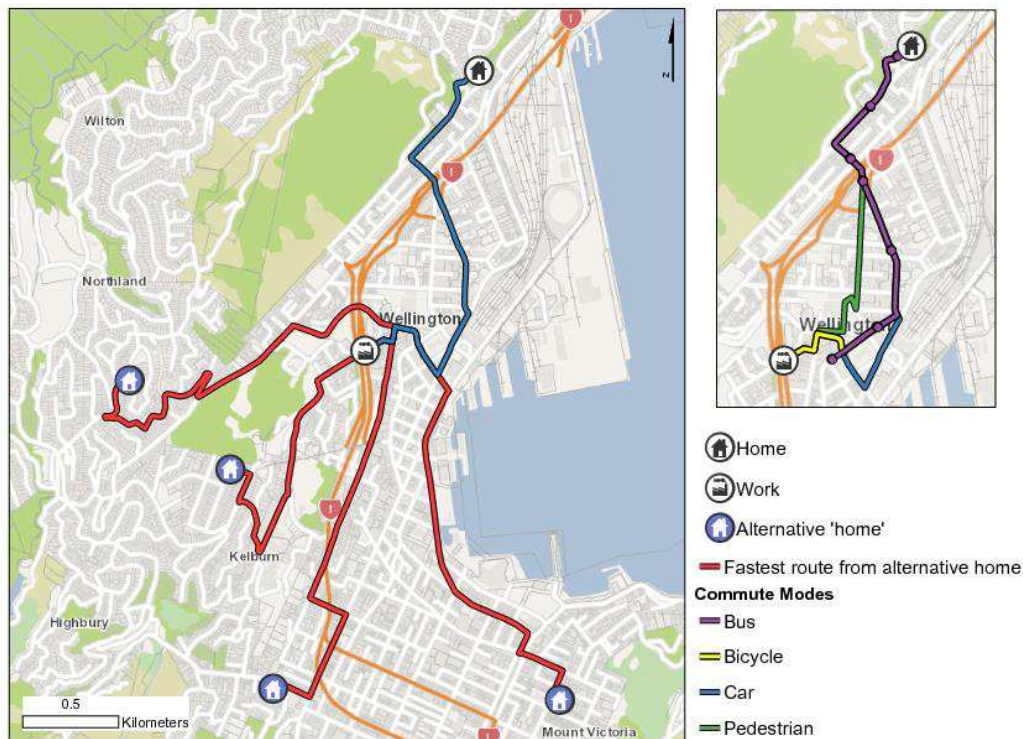 1
N
Wilton
1
Northland
Wellington
Kelburn
1
Highbury
0.5
Kilometers
Mount Victoria
1
1
Wellington
Home
Work
Alternative 'home'
Fastest route from alternative home
Commute Modes
Bus
Bicycle
Car
Pedestrian